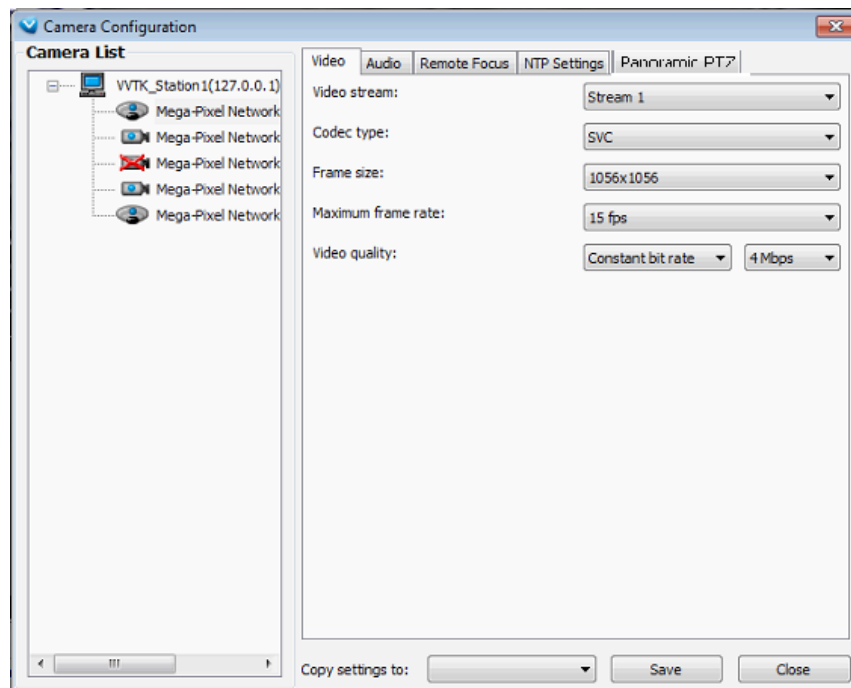 Camera Configuration
Camera List
VVTK_Station1(127.0.0.1)
Mega-Pixel Network
Mega-Pixel Network
Mega-Pixel Network
Mega-Pixel Network
Mega-Pixel Network
Video Audio Remote Focus NTP Settings Panoramic PTZ
Video stream: Stream 1
Codec type: SVC
Frame size: 1056x1056
Maximum frame rate: 15 fps
Video quality: Constant bit rate 4 Mbps
Copy settings to: Save Close